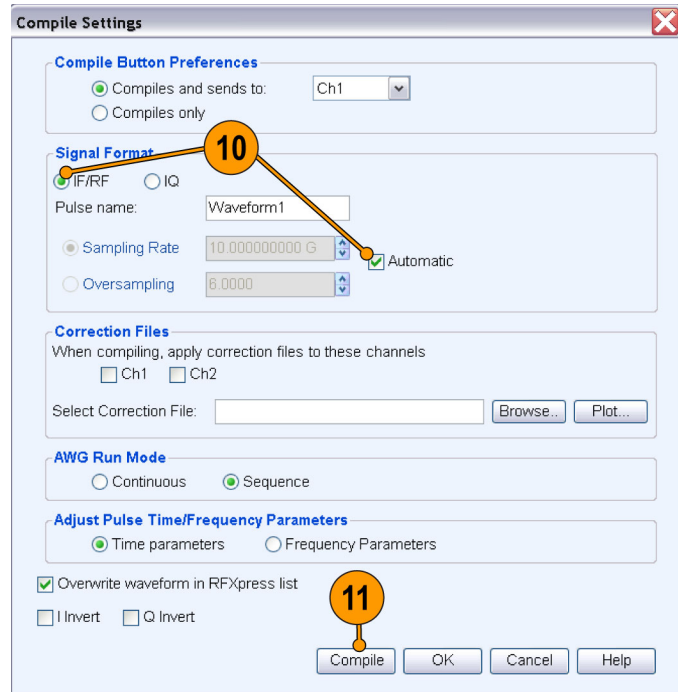 Compile Settings
Compile Button Preferences
Compiles and sends to: Ch1
Compiles only
Signal Format
10
IF/RF IQ
Pulse name: Waveform1
Sampling Rate 10.000000000 G
Automatic
Oversampling 6.0000
Correction Files
When compiling, apply correction files to these channels
Ch1 Ch2
Select Correction File: Browse.. Plot...
AWG Run Mode
Continuous Sequence
Adjust Pulse Time/Frequency Parameters
Time parameters Frequency Parameters
Overwrite waveform in RFXpress list
11
I Invert Q Invert
Compile OK Cancel Help